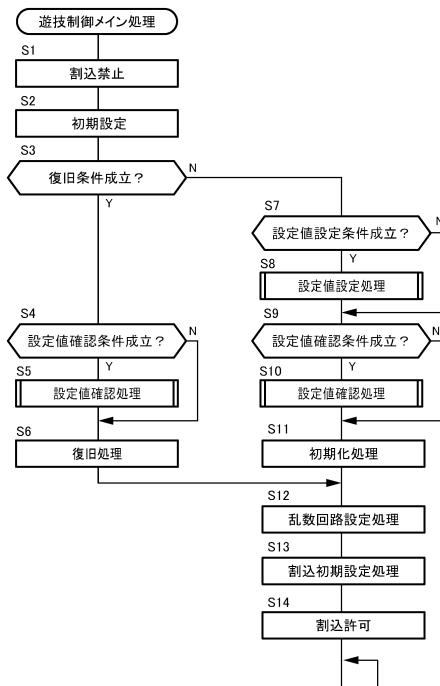 遊技制御メイン処理
S1
割込禁止
S2
初期設定
S3
復旧条件成立？
N
Y
S7
設定値設定条件成立？
N
Y
S8
設定値設定処理
S4
設定値確認条件成立？
N
Y
S9
設定値確認条件成立？
N
Y
S5
設定値確認処理
S10
設定値確認処理
S6
復旧処理
S11
初期化処理
S12
乱数回路設定処理
S13
割込初期設定処理
S14
割込許可